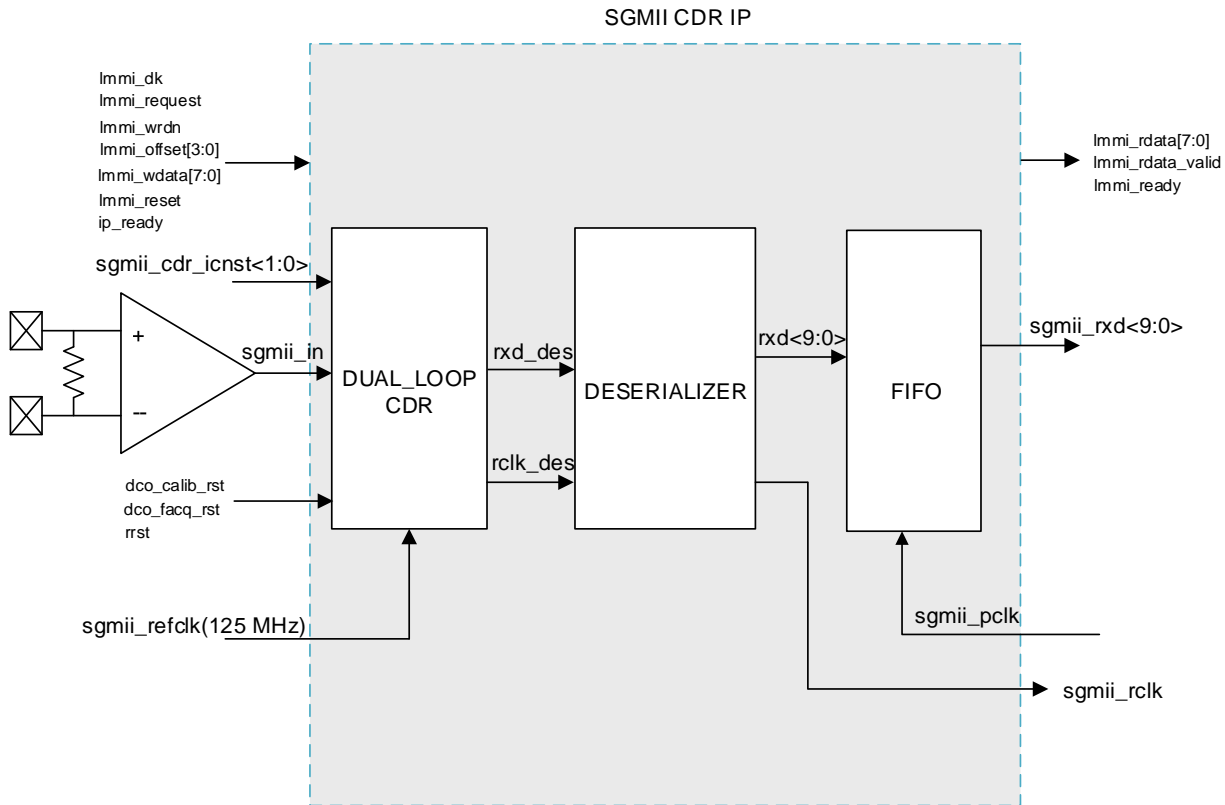 SGMII CDR IP
lmmi_clk
lmmi_request
lmmi_wrdn
lmmi_offset[3:0]
lmmi_wdata[7:0]
lmmi_reset
ip_ready
lmmi_rdata[7:0]
lmmi_rdata_valid
lmmi_ready
sgmii_cdr_icnst<1:0>
+
--
sgmii_in
DUAL_LOOP
CDR
rxd_des
rclk_des
DESERIALIZER
rxd<9:0>
FIFO
sgmii_rxd<9:0>
dco_calib_rst
dco_facq_rst
rrst
sgmii_refclk(125 MHz)
sgmii_pclk
sgmii_rclk